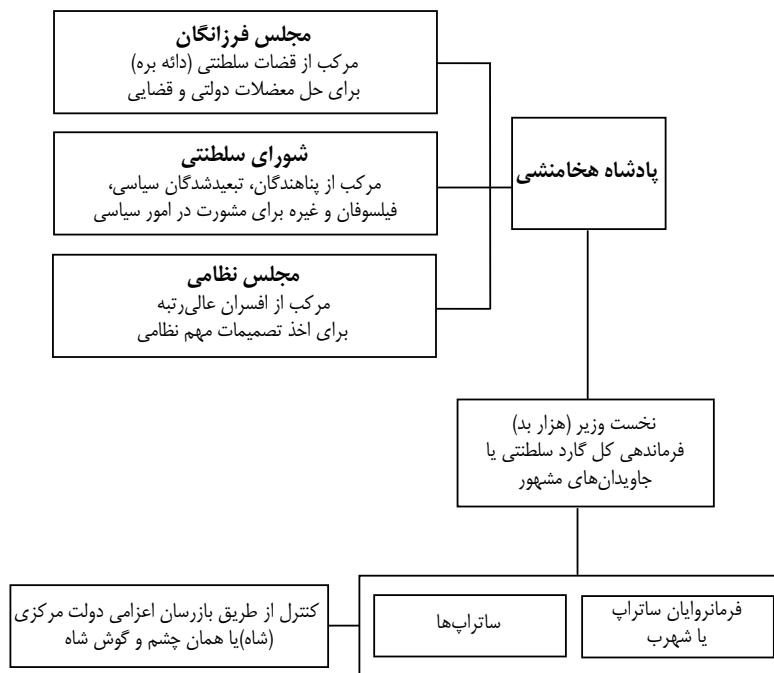 مجلس فرزانگان
مرکب از قضات سلطنتی (دائه بره)
برای حل معضلات دولتی و قضایی
پادشاه هخامنشی
شورای سلطنتی
مرکب از پناهندگان، تبعیدشدگان سیاسی،
فیلسوفان و غیره برای مشورت در امور سیاسی
مجلس نظامی
مرکب از افسران عالی‌رتبه
برای اخذ تصمیمات مهم نظامی
نخست وزیر (هزار بد)
فرماندهی کل گارد سلطنتی یا
جاویدان‌های مشهور
فرمانروایان ساتراپ
یا شهرب
ساتراپ‌ها
کنترل از طریق بازرسان اعزامی دولت مرکزی
(شاه)یا همان چشم و گوش شاه